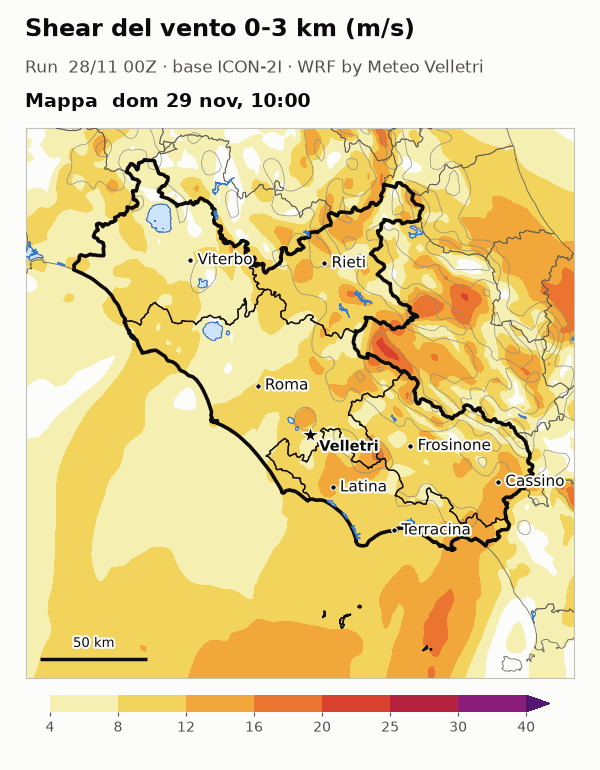 Shear del vento 0-3 km (m/s)
Run  28/11 00Z · base ICON-2I · WRF by Meteo Velletri
Mappa  dom 29 nov, 10:00
Viterbo
Rieti
Roma
Velletri
Frosinone
Latina
Cassino
Terracina
50 km
4 8 12 16 20 25 30 40